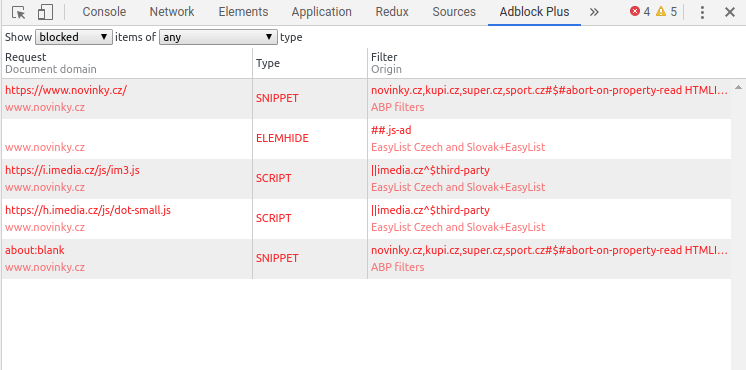 Console Network Elements Application Redux Sources Adblock Plus » 4 5
Show blocked items of any type
Request Type Filter
Document domain Origin
https://www.novinky.cz/ SNIPPET novinky.cz,kupi.cz,super.cz,sport.cz#$#abort-on-property-read HTMLI…
www.novinky.cz ABP filters
ELEMHIDE ##.js-ad
www.novinky.cz EasyList Czech and Slovak+EasyList
https://i.imedia.cz/js/im3.js SCRIPT ||imedia.cz^$third-party
www.novinky.cz EasyList Czech and Slovak+EasyList
https://h.imedia.cz/js/dot-small.js SCRIPT ||imedia.cz^$third-party
www.novinky.cz EasyList Czech and Slovak+EasyList
about:blank SNIPPET novinky.cz,kupi.cz,super.cz,sport.cz#$#abort-on-property-read HTMLI…
www.novinky.cz ABP filters